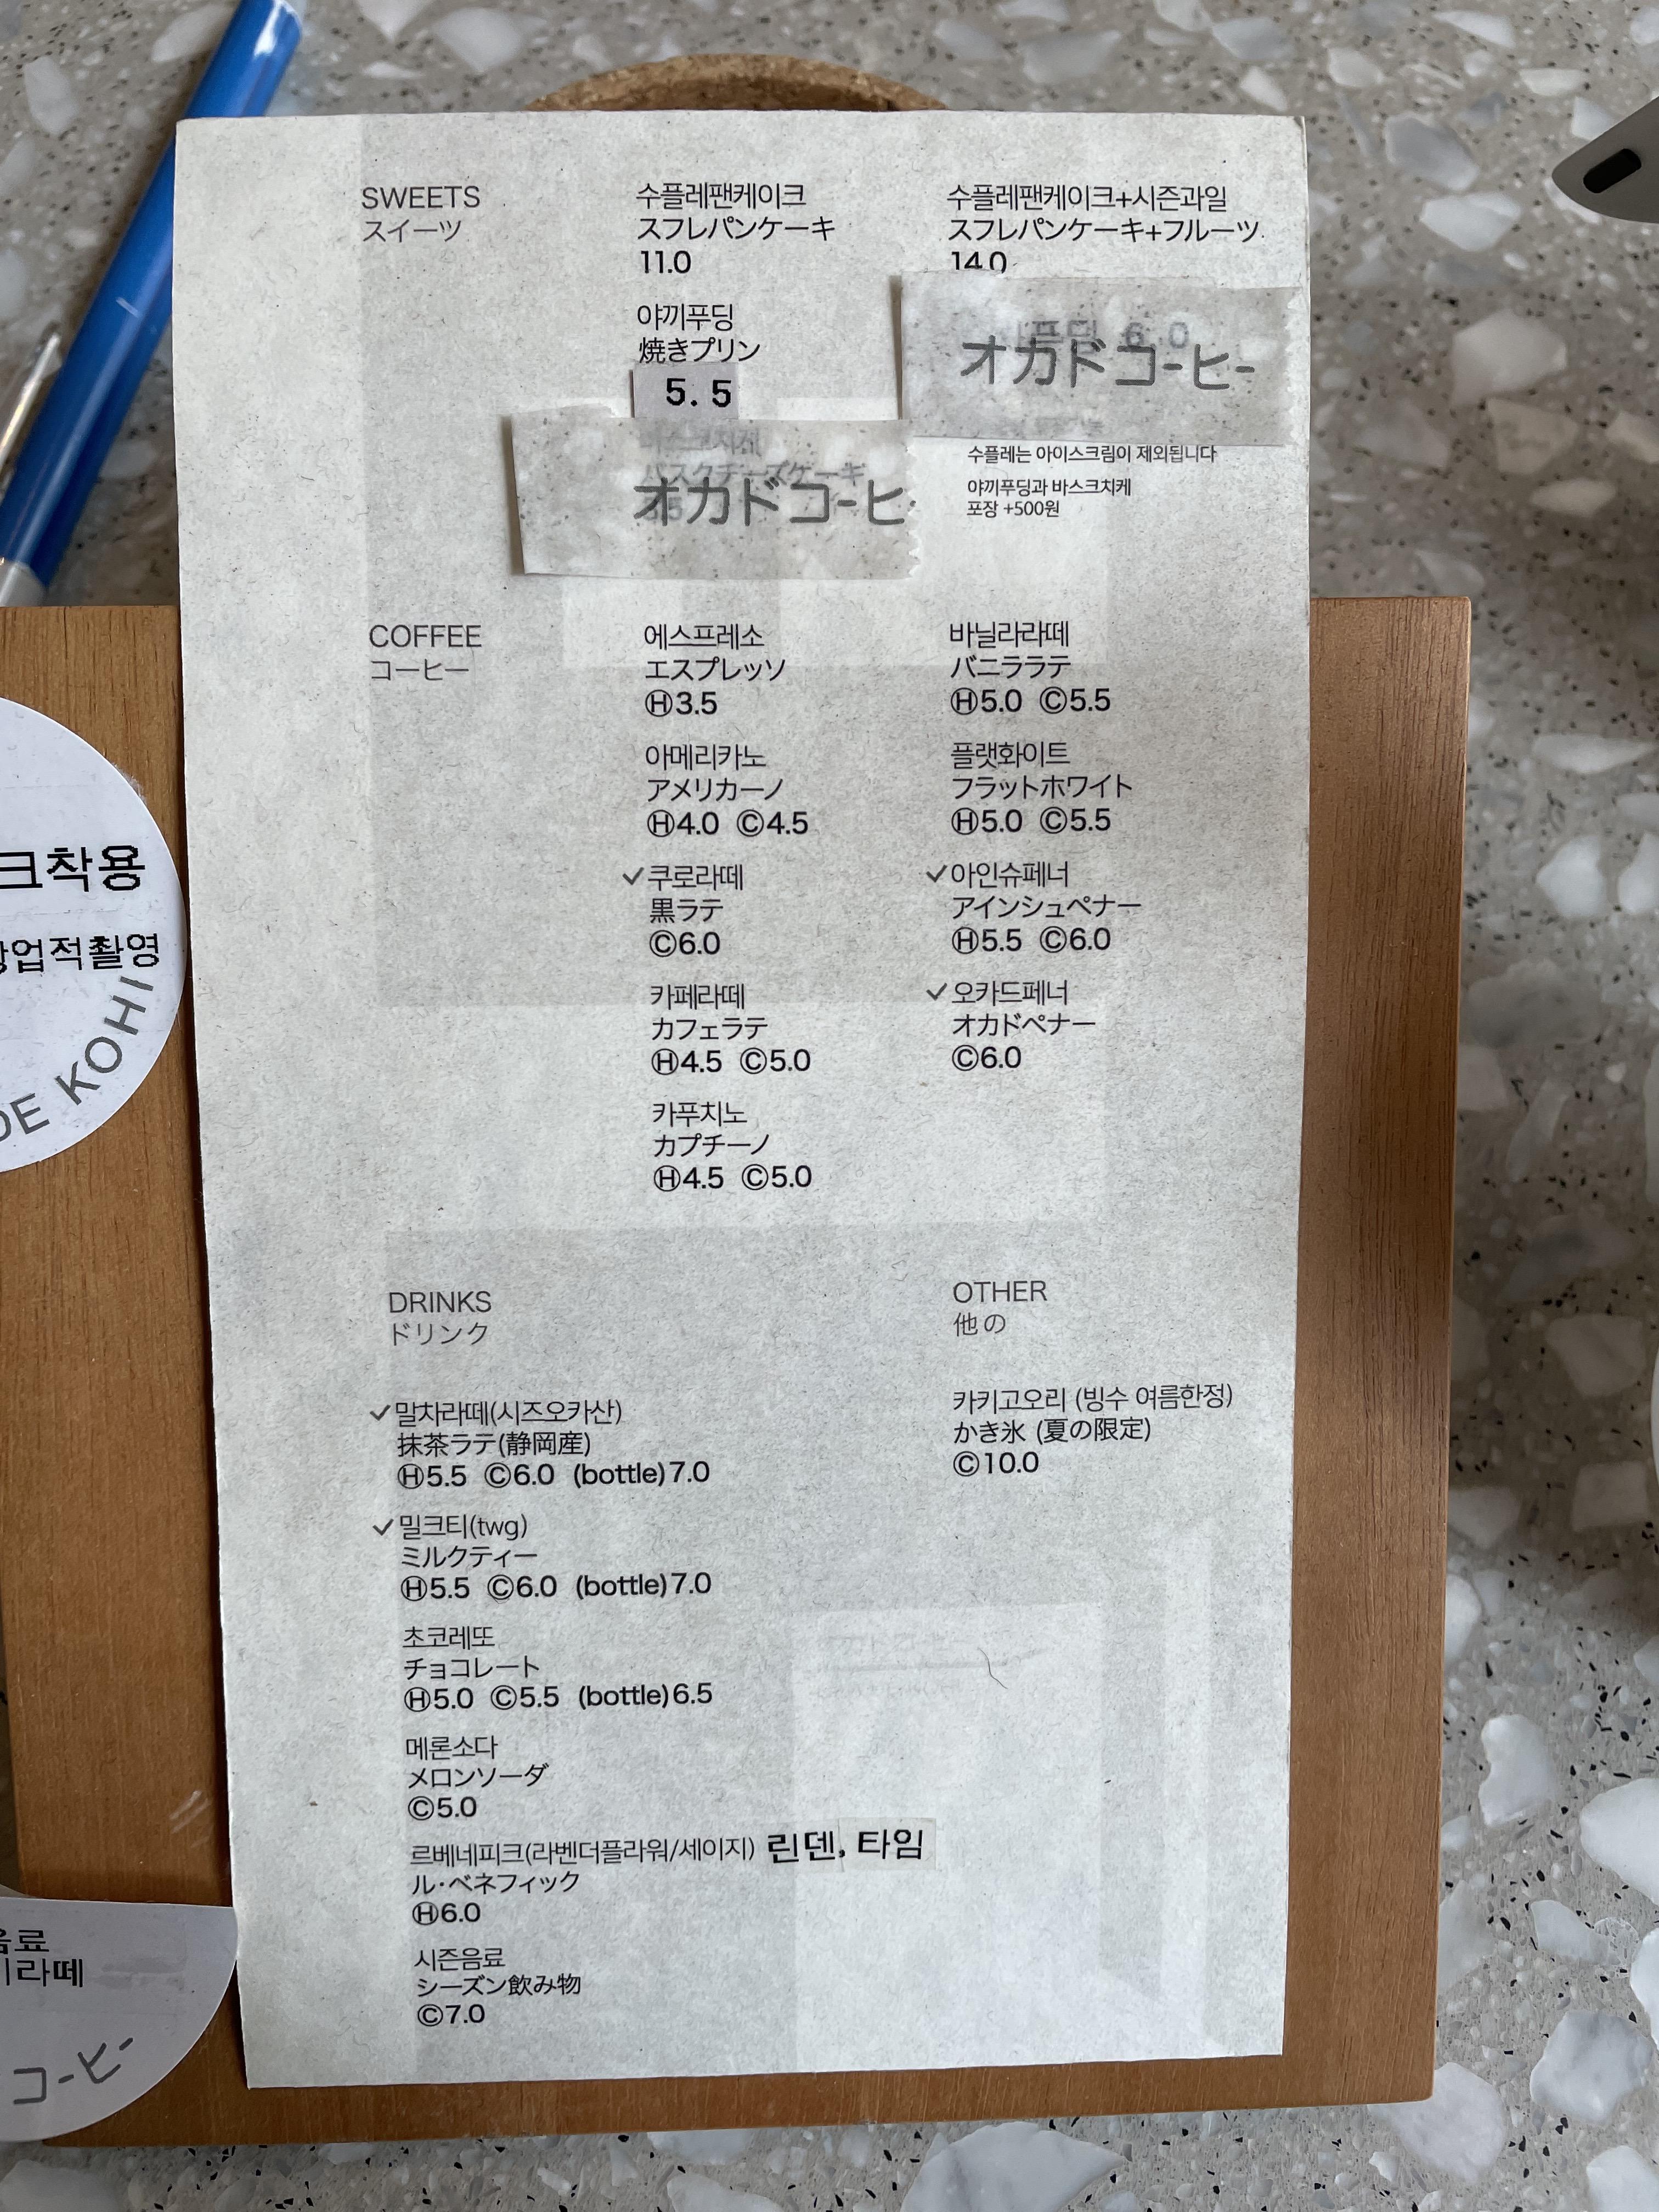 SWEETS
スイーツ
수플레팬케이크
スフレパンケーキ
11.0
수플레팬케이크+시즌과일
スフレパンケーキ+フルーツ
14.0
야끼푸딩
焼きプリン
5.5
푸딩 6.0
オカドコーヒー
바스크치케
バスクチーズケーキ
オカドコーヒ
수플레는 아이스크림이 제외됩니다
야끼푸딩과 바스크치케
포장 +500원
COFFEE
コーヒー
에스프레소
エスプレッソ
Ⓗ3.5
아메리카노
アメリカーノ
Ⓗ4.0 Ⓒ4.5
✓쿠로라떼
黒ラテ
Ⓒ6.0
카페라떼
カフェラテ
Ⓗ4.5 Ⓒ5.0
카푸치노
カプチーノ
Ⓗ4.5 Ⓒ5.0
바닐라라떼
バニララテ
Ⓗ5.0 Ⓒ5.5
플랫화이트
フラットホワイト
Ⓗ5.0 Ⓒ5.5
✓아인슈페너
アインシュペナー
Ⓗ5.5 Ⓒ6.0
✓오카드페너
オカドペナー
Ⓒ6.0
DRINKS
ドリンク
✓말차라떼(시즈오카산)
抹茶ラテ(静岡産)
Ⓗ5.5 Ⓒ6.0 (bottle)7.0
✓밀크티(twg)
ミルクティー
Ⓗ5.5 Ⓒ6.0 (bottle)7.0
초코레또
チョコレート
Ⓗ5.0 Ⓒ5.5 (bottle)6.5
메론소다
メロンソーダ
Ⓒ5.0
르베네피크(라벤더플라워/세이지) 린덴, 타임
ル・ベネフィック
Ⓗ6.0
시즌음료
シーズン飲み物
Ⓒ7.0
OTHER
他の
카키고오리 (빙수 여름한정)
かき氷 (夏の限定)
Ⓒ10.0
크착용
업적촬영
DE KOHI
음료
라떼
コーヒー